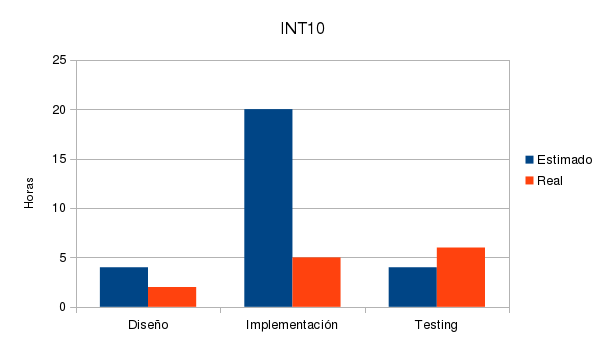 INT10
25
20
15
10
5
0
Horas
Diseño
Implementación
Testing
Estimado
Real